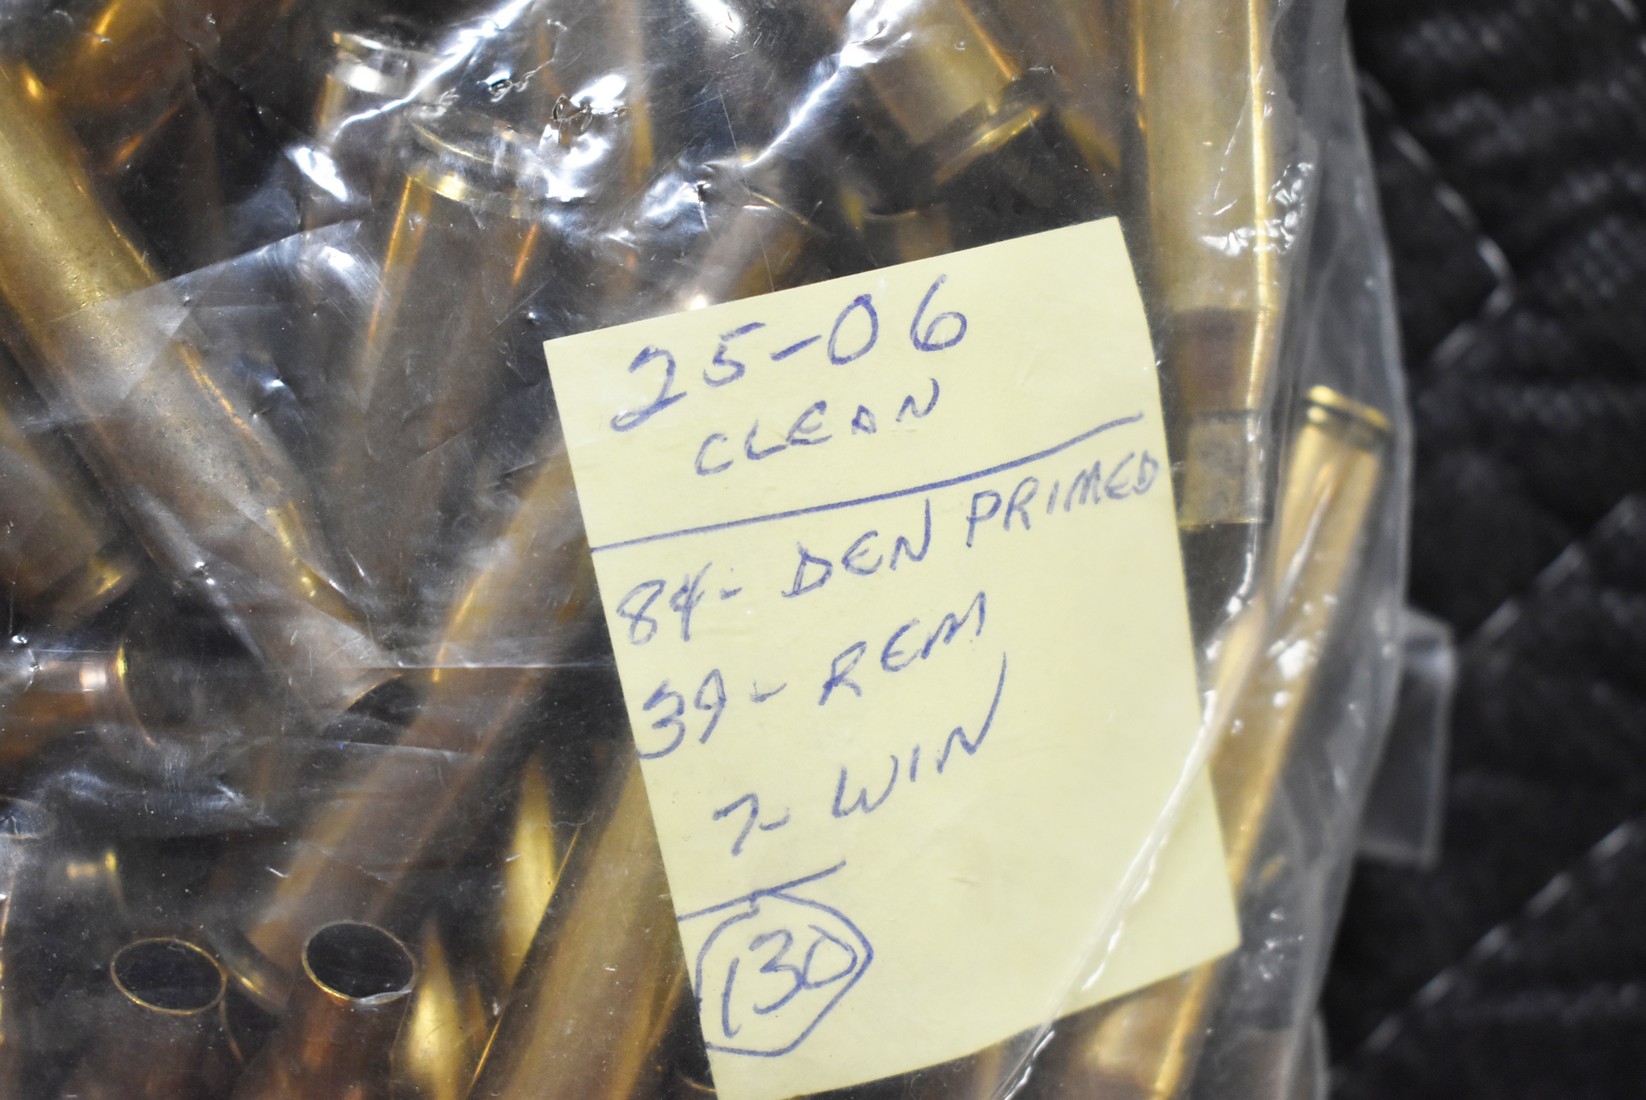 25-06
CLEAN
84- DEN PRIMED
39- REM
7- WIN
130